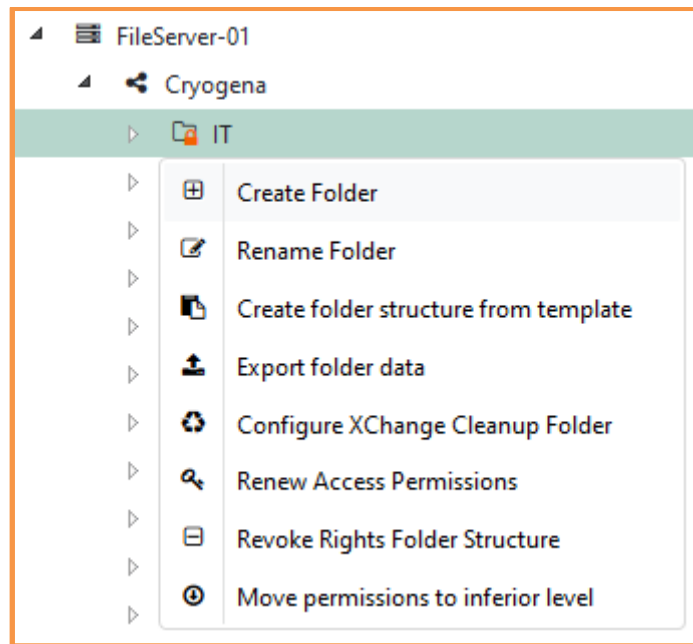 FileServer-01
Cryogena
IT
Create Folder
Rename Folder
Create folder structure from template
Export folder data
Configure XChange Cleanup Folder
Renew Access Permissions
Revoke Rights Folder Structure
Move permissions to inferior level